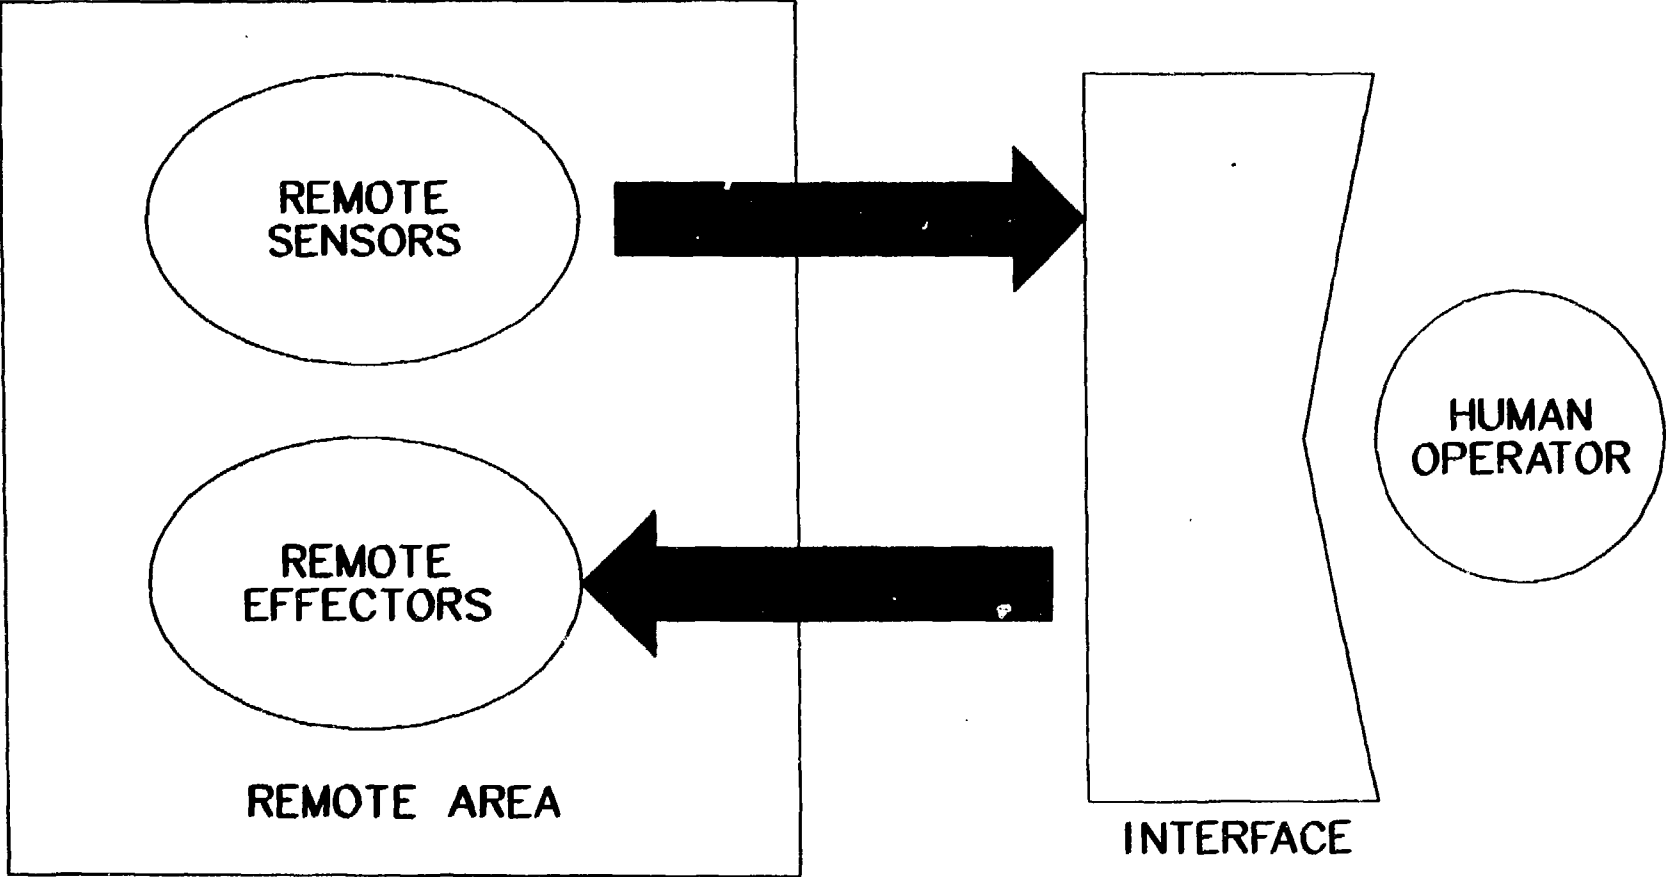 REMOTE
SENSORS
REMOTE
EFFECTORS
REMOTE AREA
INTERFACE
HUMAN
OPERATOR